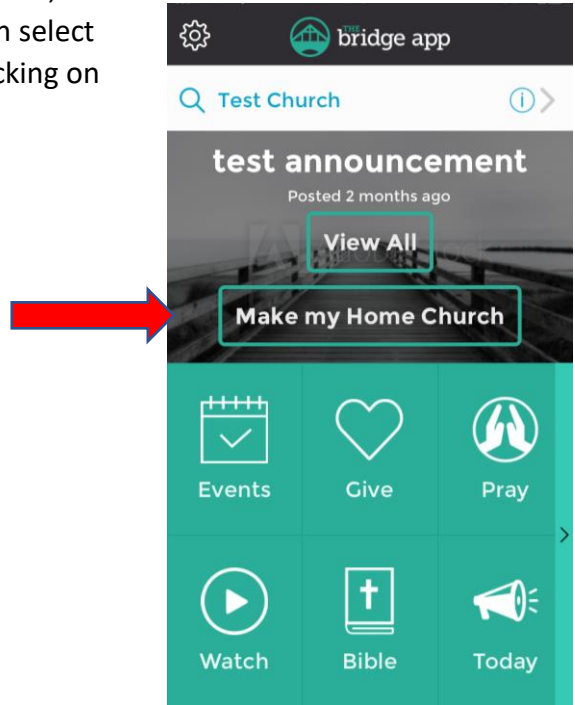 n select
cking on
THE
bridge app
Test Church
test announcement
Posted 2 months ago
View All
Make my Home Church
Events
Give
Pray
Watch
Bible
Today